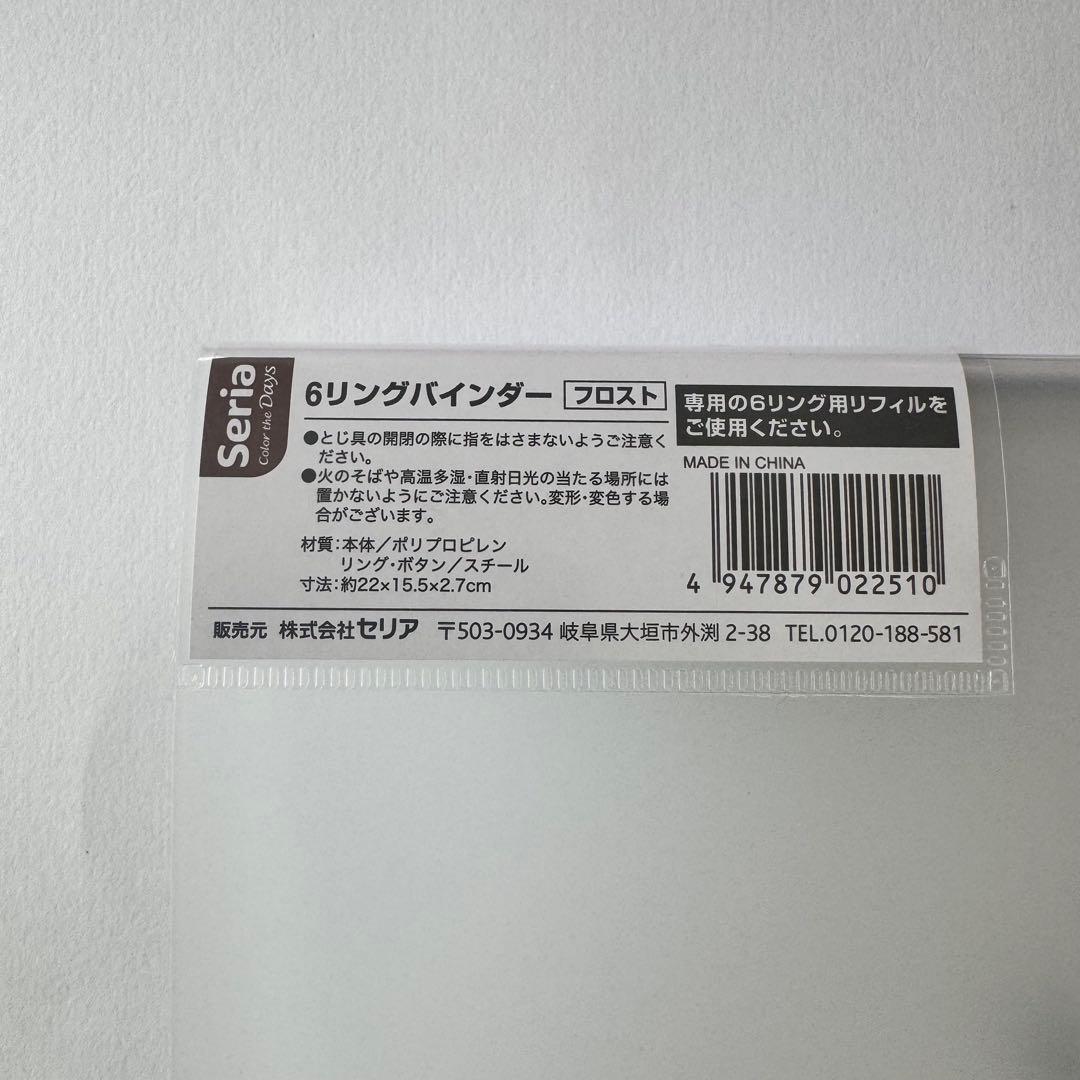 Seria
Color the Days
6リングバインダー フロスト
●とじ具の開閉の際に指をはさまないようご注意く
ださい。
●火のそばや高温多湿・直射日光の当たる場所には
置かないようにご注意ください。変形・変色する場
合がございます。
材質:本体/ポリプロピレン
リング・ボタン/スチール
寸法:約22×15.5×2.7cm
専用の6リング用リフィルを
ご使用ください。
MADE IN CHINA
4 947879 022510
販売元 株式会社セリア 〒503-0934 岐阜県大垣市外渕 2-38 TEL.0120-188-581